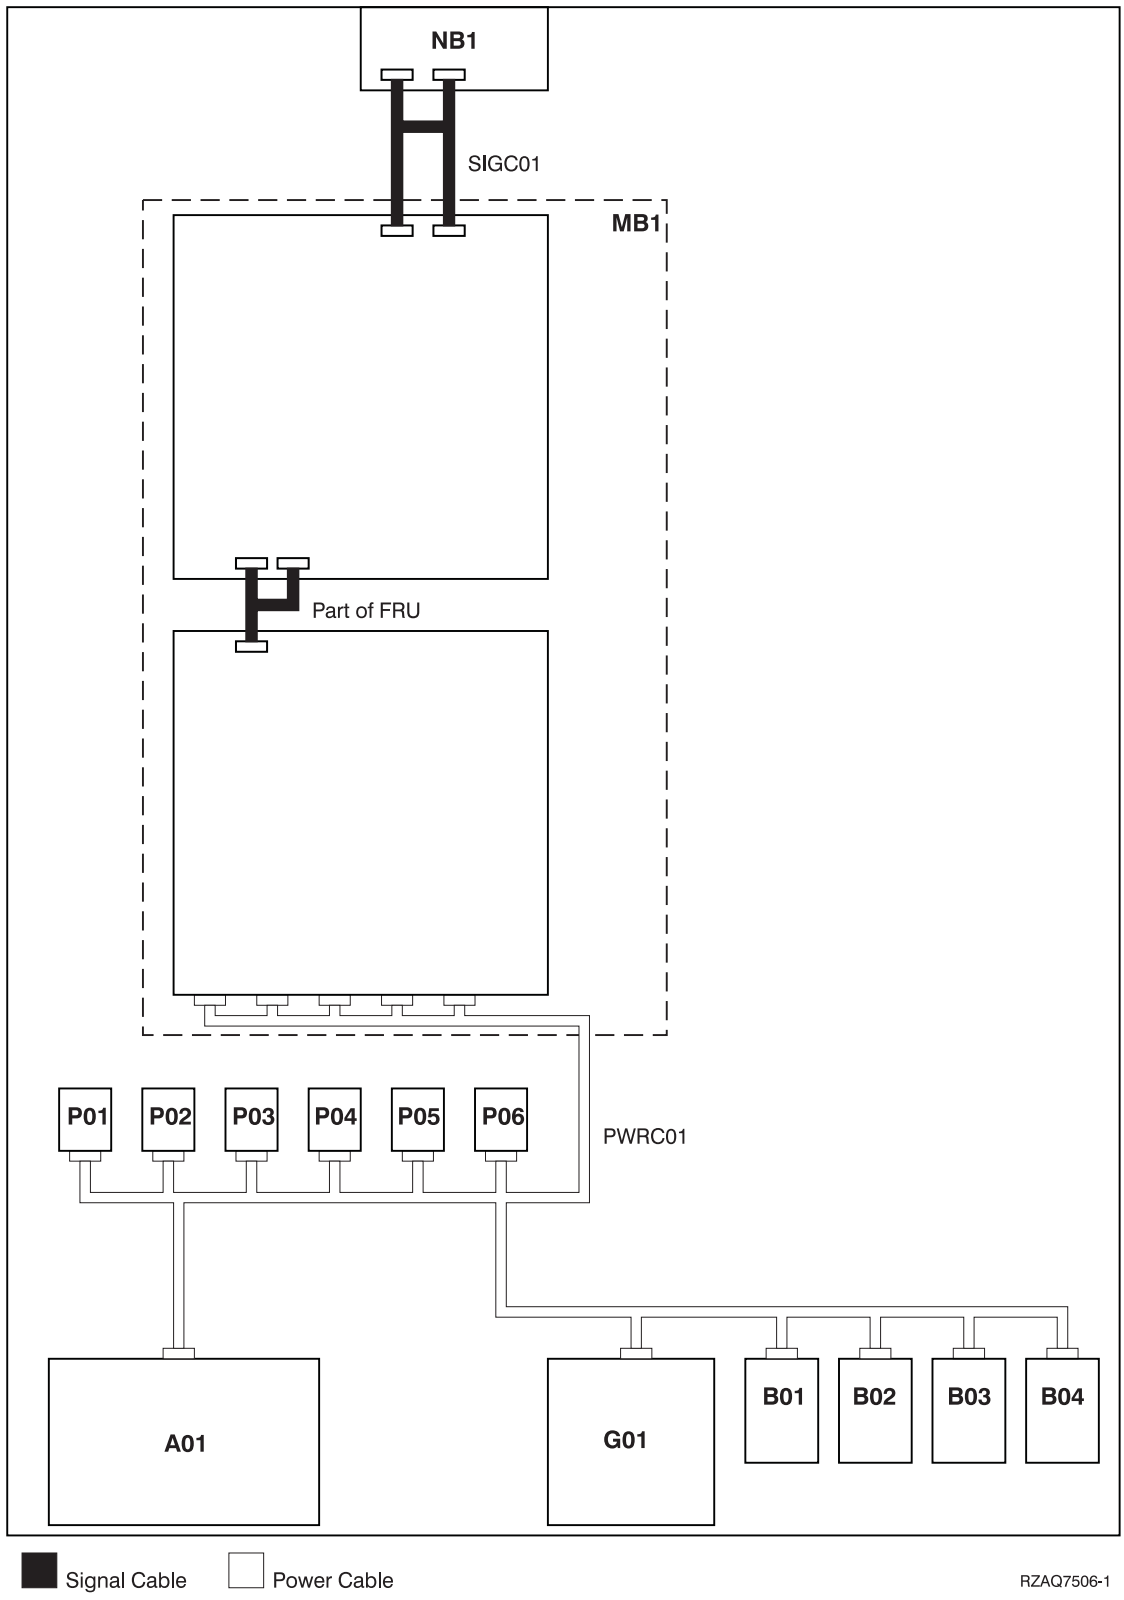 NB1
SIGC01
MB1
Part of FRU
P01 P02 P03 P04 P05 P06
PWRC01
A01
G01
B01 B02 B03 B04
Signal Cable Power Cable
RZAQ7506-1